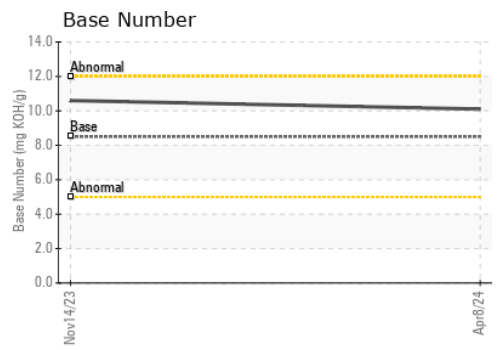 Base Number
Base Number (mg KOH/g)
14.0
12.0
10.0
8.0
6.0
4.0
2.0
0.0
Abnormal
Base
Abnormal
Nov14/23
Apr8/24